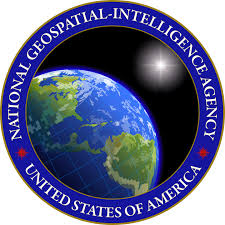 NATIONAL GEOSPATIAL-INTELLIGENCE AGENCY
UNITED STATES OF AMERICA